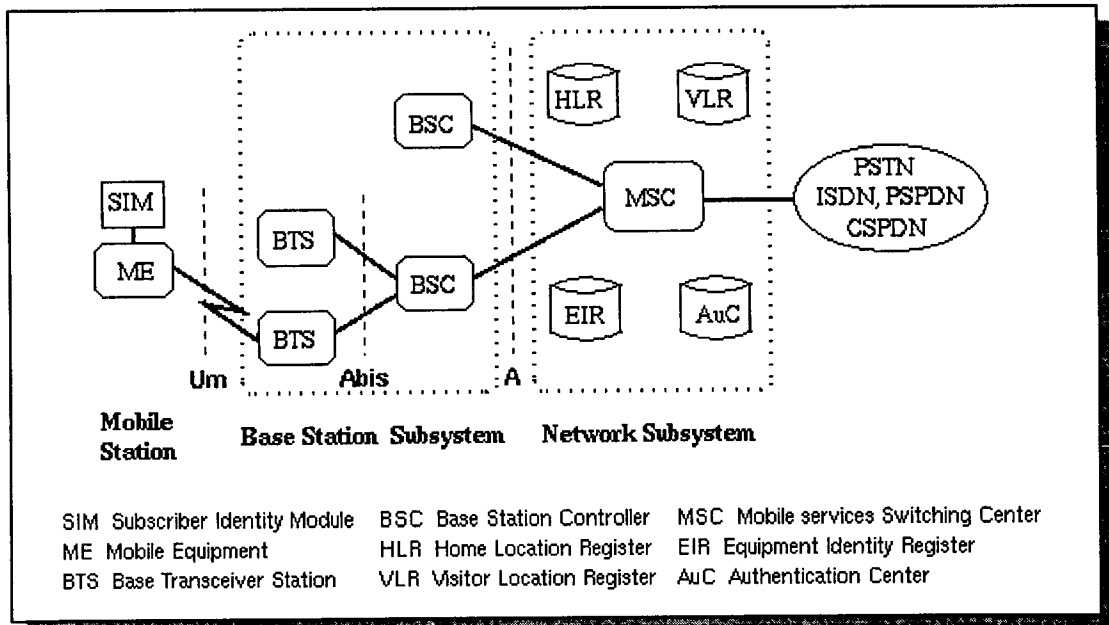 HLR VLR
BSC
PSTN
ISDN, PSPDN
CSPDN
MSC
SIM
BTS
ME
BSC
EIR AuC
BTS
Um Abis A
Mobile
Station
Base Station Subsystem
Network Subsystem
SIM Subscriber Identity Module
BSC Base Station Controller
MSC Mobile services Switching Center
ME Mobile Equipment
HLR Home Location Register
EIR Equipment Identity Register
BTS Base Transceiver Station
VLR Visitor Location Register
AuC Authentication Center